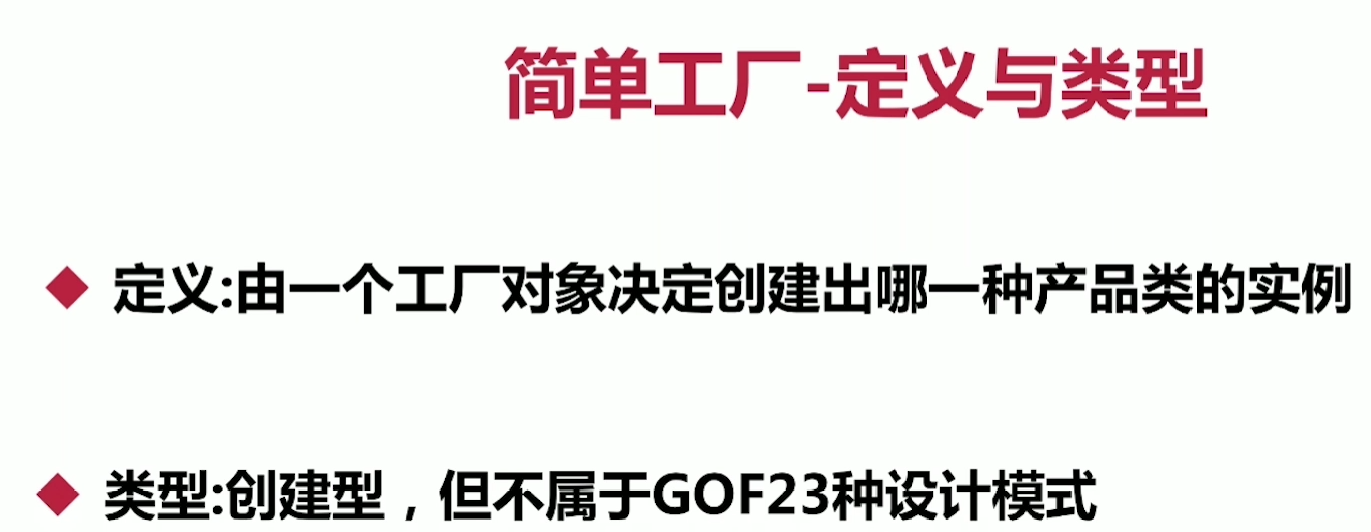 简单工厂-定义与类型
定义:由一个工厂对象决定创建出哪一种产品类的实例
类型:创建型，但不属于GOF23种设计模式